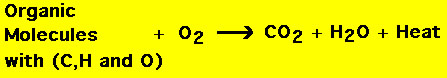 Organic
Molecules + O2 ⟶ CO2 + H2O + Heat
with (C,H and O)